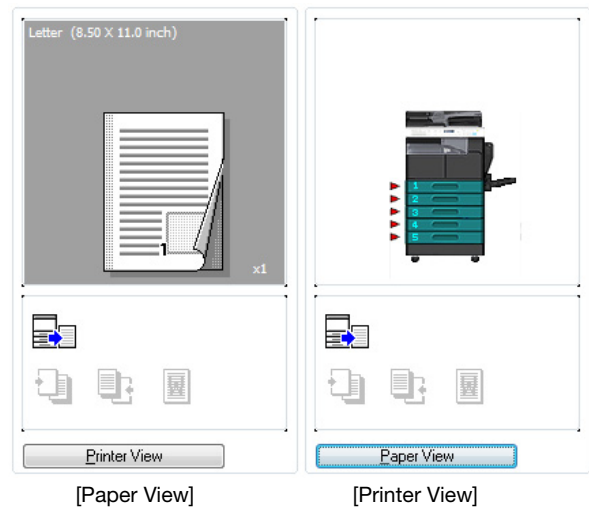 Letter (8.50 X 11.0 inch)
1
x1
Printer View
[Paper View]
1
2
3
4
5
Paper View
[Printer View]